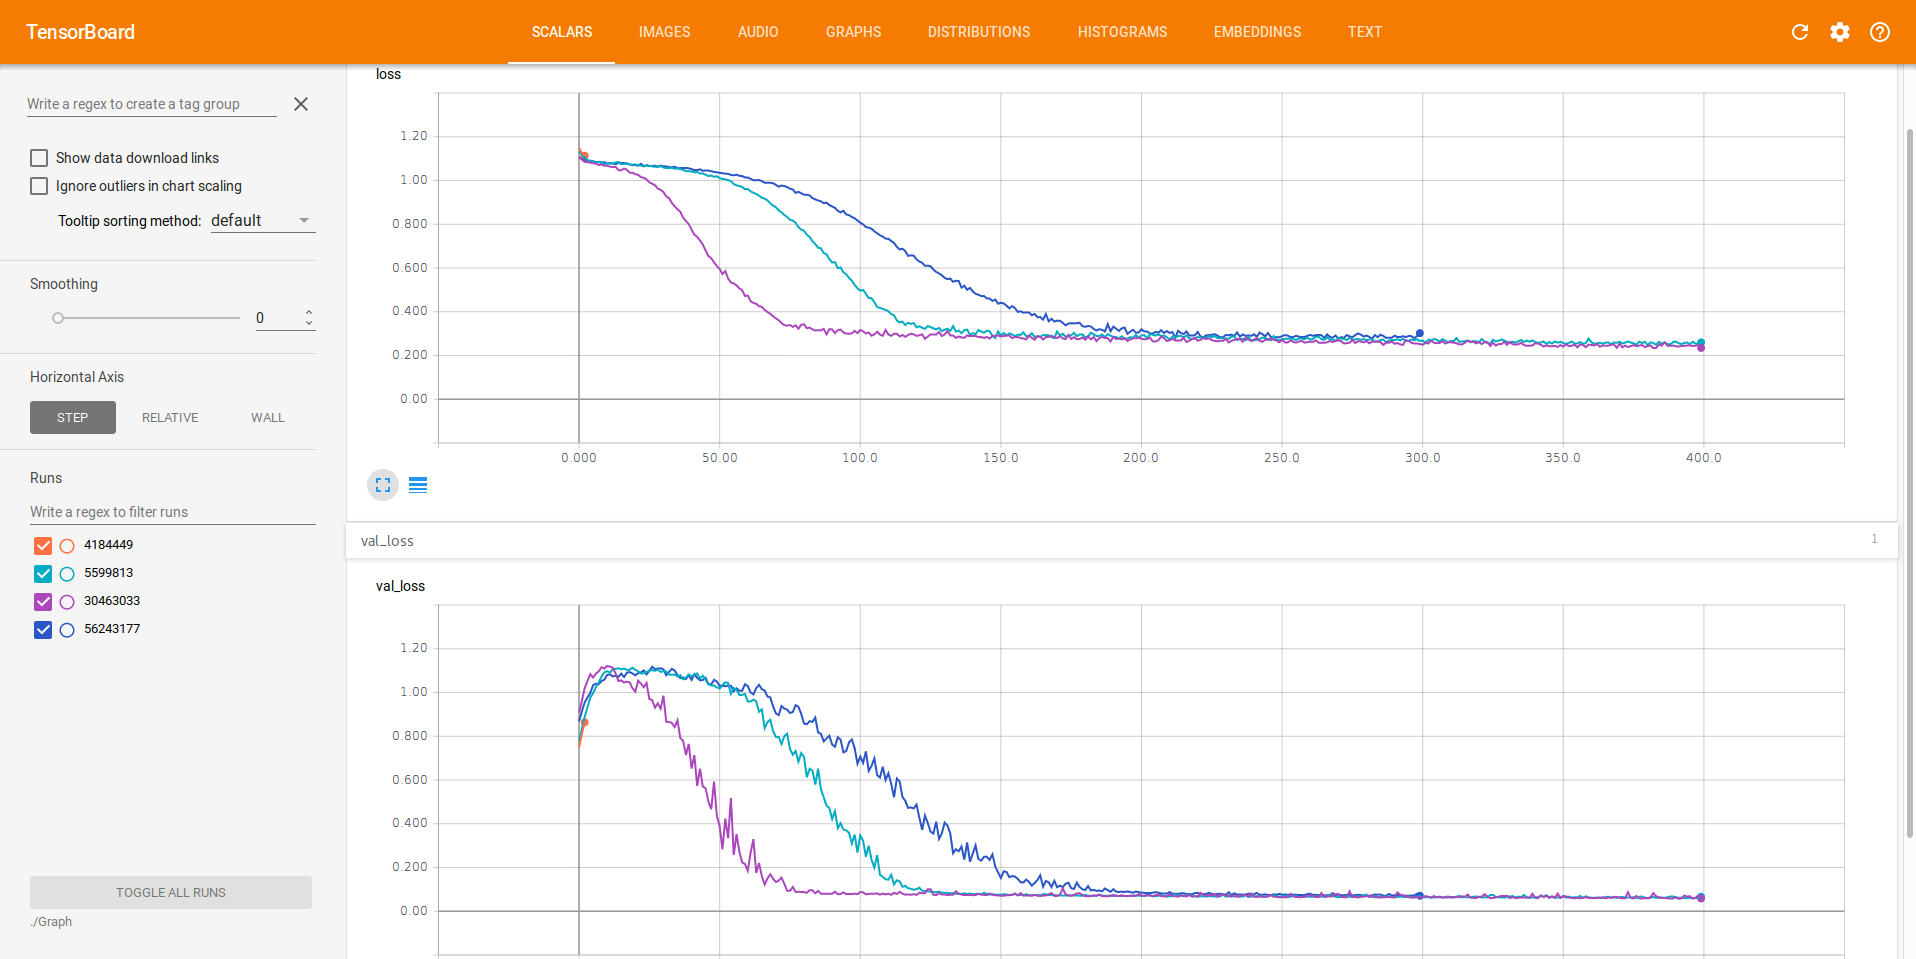 TensorBoard
SCALARS IMAGES AUDIO GRAPHS DISTRIBUTIONS HISTOGRAMS EMBEDDINGS TEXT
Write a regex to create a tag group
Show data download links
Ignore outliers in chart scaling
Tooltip sorting method: default
Smoothing
0
Horizontal Axis
STEP RELATIVE WALL
Runs
Write a regex to filter runs
4184449
5599813
30463033
56243177
TOGGLE ALL RUNS
./Graph
loss
1.20
1.00
0.800
0.600
0.400
0.200
0.00
0.000 50.00 100.0 150.0 200.0 250.0 300.0 350.0 400.0
val_loss 1
val_loss
1.20
1.00
0.800
0.600
0.400
0.200
0.00